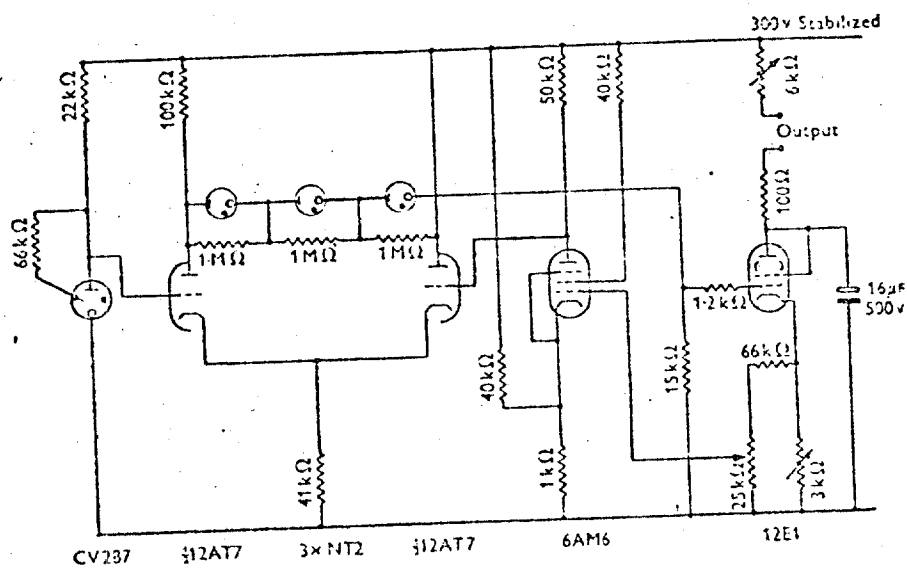 300v Stabilized
22kΩ
100kΩ
50kΩ
40kΩ
6kΩ
Output
100Ω
66kΩ
1MΩ
1MΩ
1MΩ
1·2kΩ
16μF
500v
66kΩ
40kΩ
15kΩ
41kΩ
1kΩ
25kΩ
3kΩ
CV287
½12AT7
3×NT2
½12AT7
6AM6
12E1